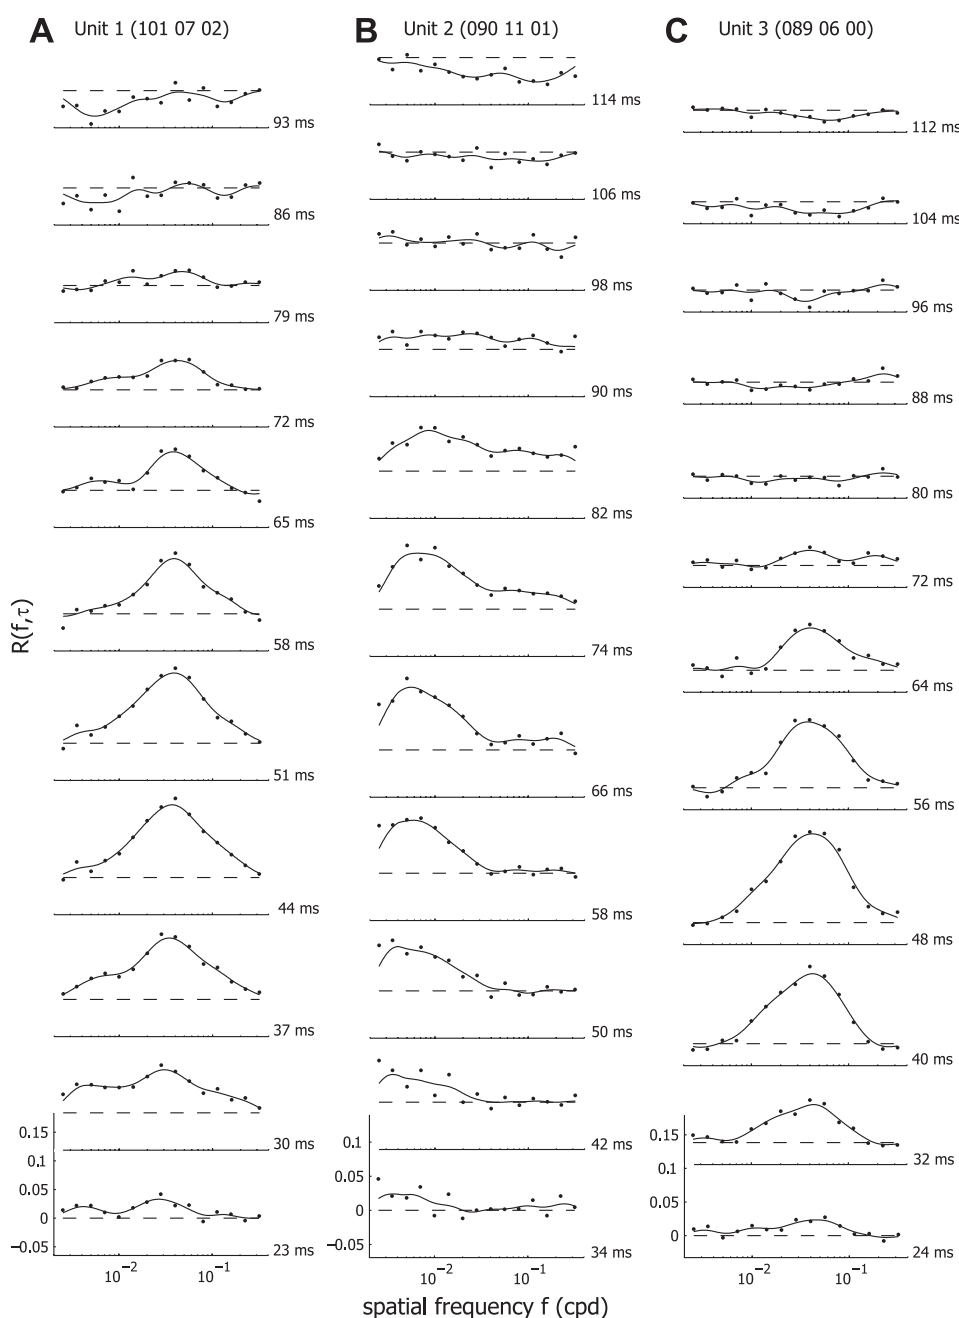 A Unit 1 (101 07 02)
B Unit 2 (090 11 01)
C Unit 3 (089 06 00)
R(f,τ)
93 ms
86 ms
79 ms
72 ms
65 ms
58 ms
51 ms
44 ms
37 ms
30 ms
23 ms
0.15
0.1
0.05
0
−0.05
10⁻²
10⁻¹
114 ms
106 ms
98 ms
90 ms
82 ms
74 ms
66 ms
58 ms
50 ms
42 ms
34 ms
0.1
0.05
0
−0.05
10⁻²
10⁻¹
112 ms
104 ms
96 ms
88 ms
80 ms
72 ms
64 ms
56 ms
48 ms
40 ms
32 ms
24 ms
0.15
0.1
0.05
0
10⁻²
10⁻¹
spatial frequency f (cpd)